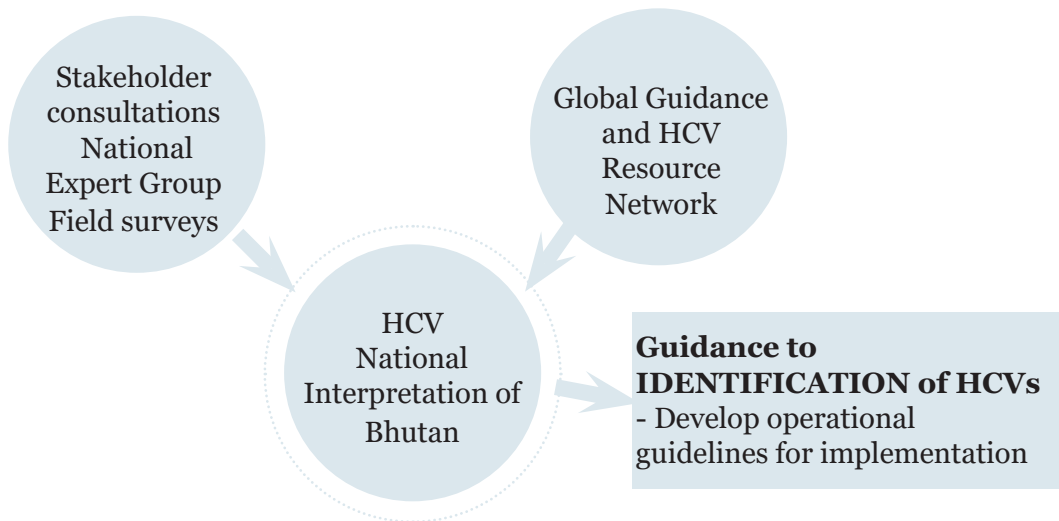 Stakeholder
consultations
National
Expert Group
Field surveys
Global Guidance
and HCV
Resource
Network
HCV
National
Interpretation of
Bhutan
Guidance to
IDENTIFICATION of HCVs
- Develop operational
guidelines for implementation